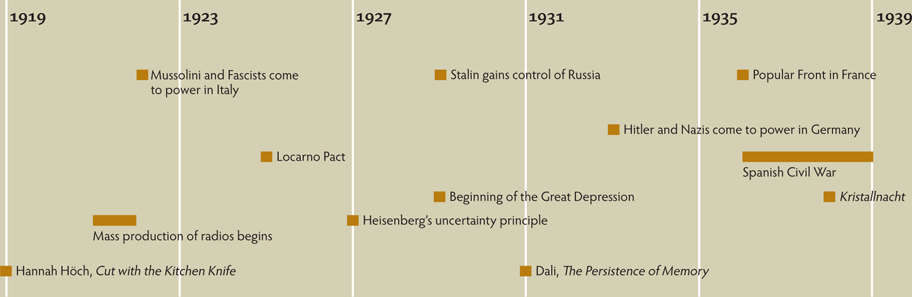 1919 1923 1927 1931 1935 1939
Mussolini and Fascists come
to power in Italy
Stalin gains control of Russia
Popular Front in France
Hitler and Nazis come to power in Germany
Locarno Pact
Spanish Civil War
Beginning of the Great Depression
Kristallnacht
Heisenberg's uncertainty principle
Mass production of radios begins
Hannah Höch, Cut with the Kitchen Knife
Dali, The Persistence of Memory